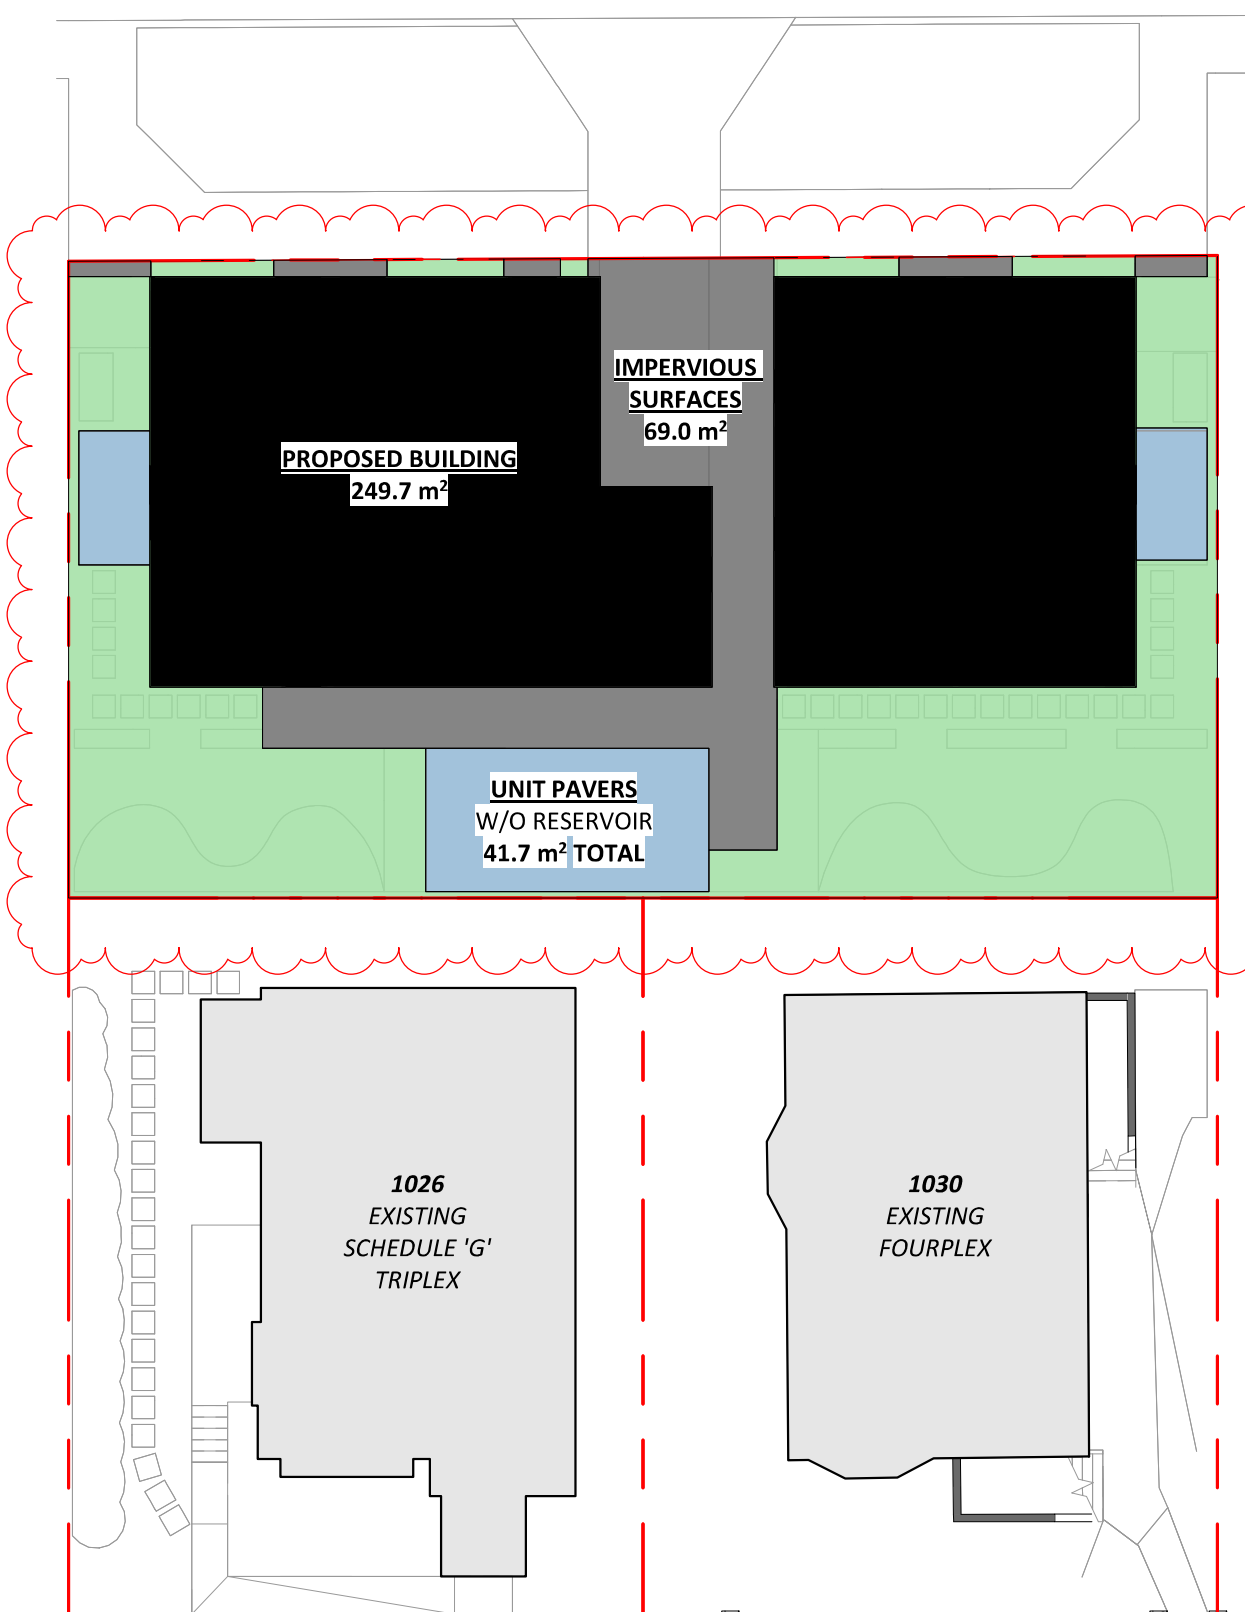 IMPERVIOUS
SURFACES
69.0 m²
PROPOSED BUILDING
249.7 m²
UNIT PAVERS
W/O RESERVOIR
41.7 m² TOTAL
1026
EXISTING
SCHEDULE 'G'
TRIPLEX
1030
EXISTING
FOURPLEX